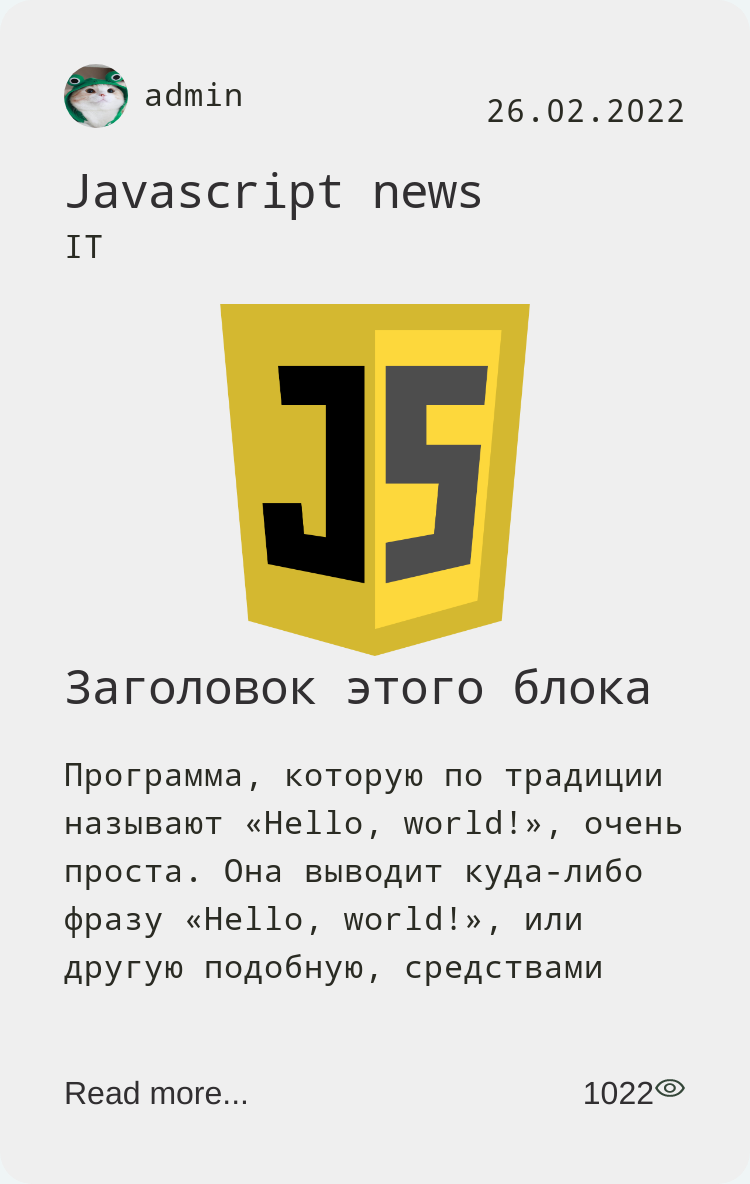 admin
26.02.2022
Javascript news
IT
JS
Заголовок этого блока
Программа, которую по традиции
называют «Hello, world!», очень
проста. Она выводит куда-либо
фразу «Hello, world!», или
другую подобную, средствами
Read more...
1022